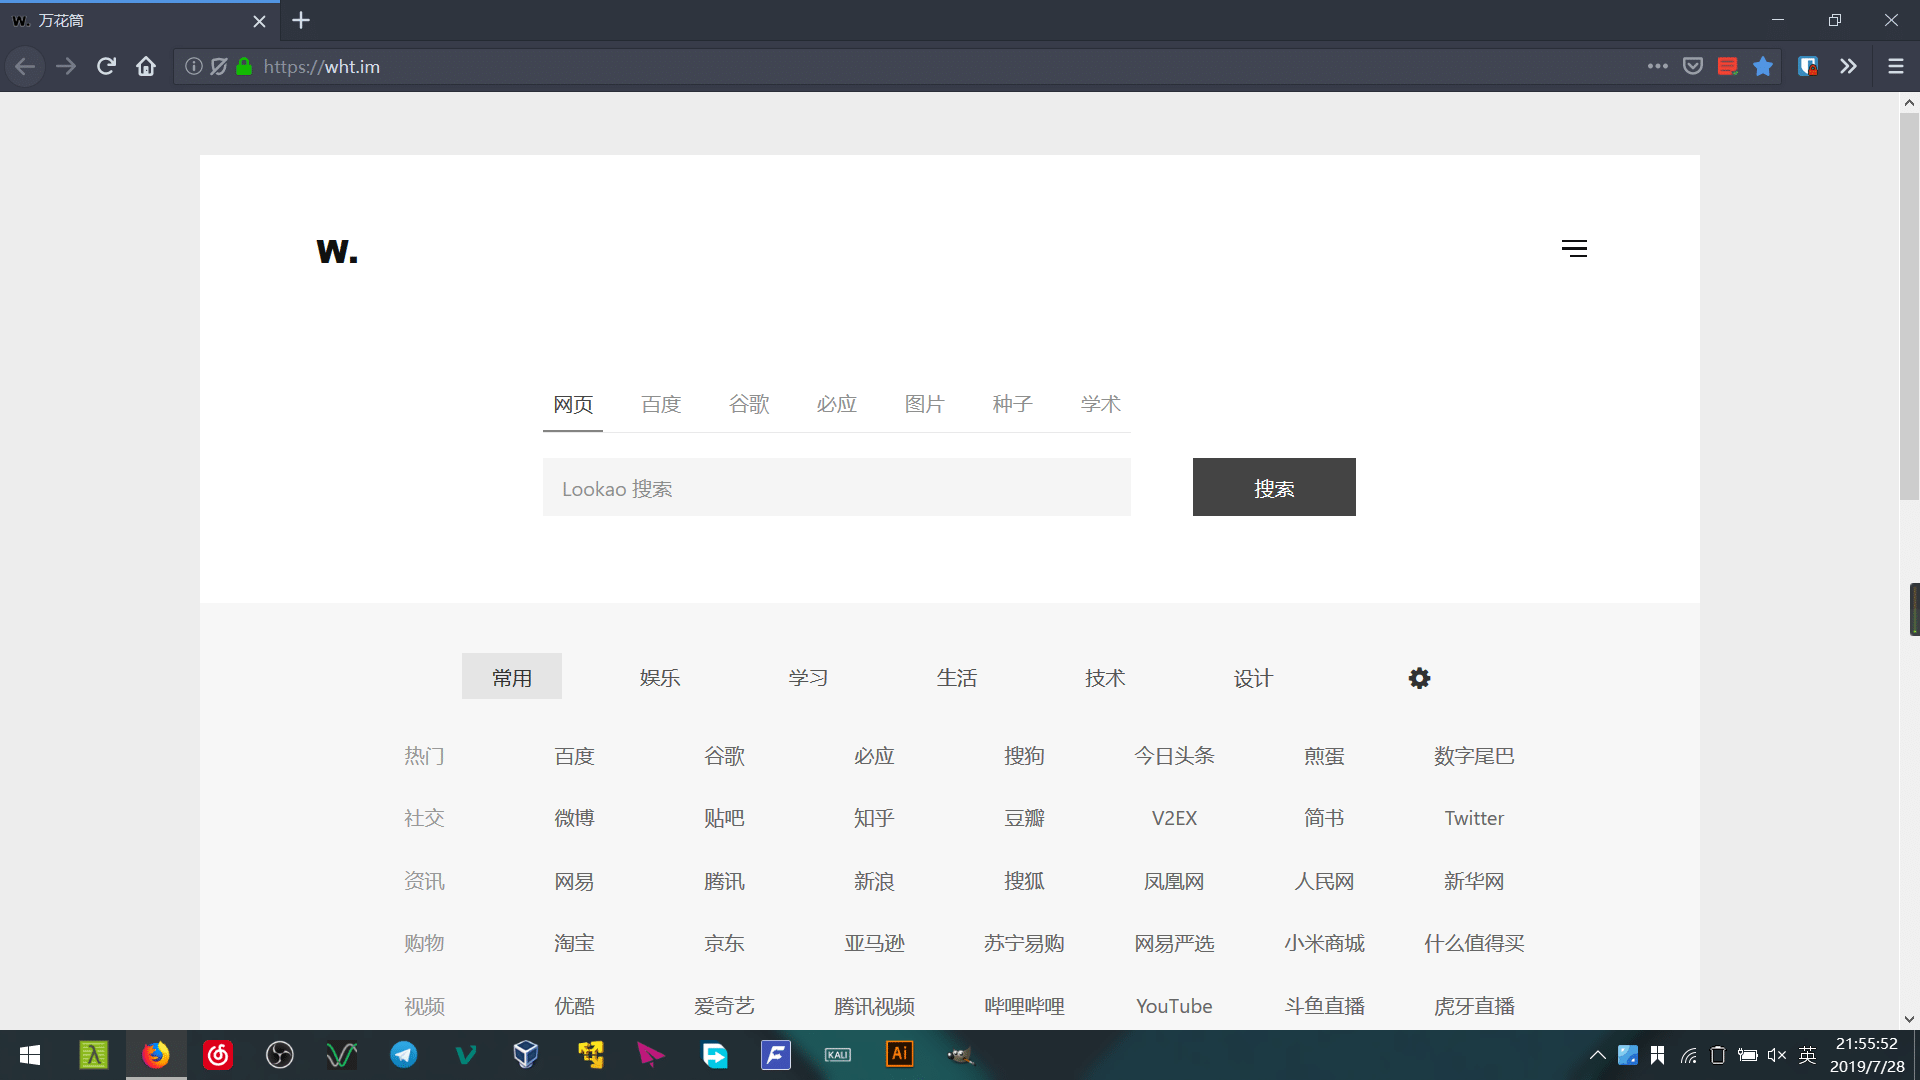 w. 万花筒
https://wht.im
w.
网页 百度 谷歌 必应 图片 种子 学术
Lookao 搜索 搜索
常用 娱乐 学习 生活 技术 设计
热门 百度 谷歌 必应 搜狗 今日头条 煎蛋 数字尾巴
社交 微博 贴吧 知乎 豆瓣 V2EX 简书 Twitter
资讯 网易 腾讯 新浪 搜狐 凤凰网 人民网 新华网
购物 淘宝 京东 亚马逊 苏宁易购 网易严选 小米商城 什么值得买
视频 优酷 爱奇艺 腾讯视频 哔哩哔哩 YouTube 斗鱼直播 虎牙直播
KALI Ai 英 21:55:52
2019/7/28